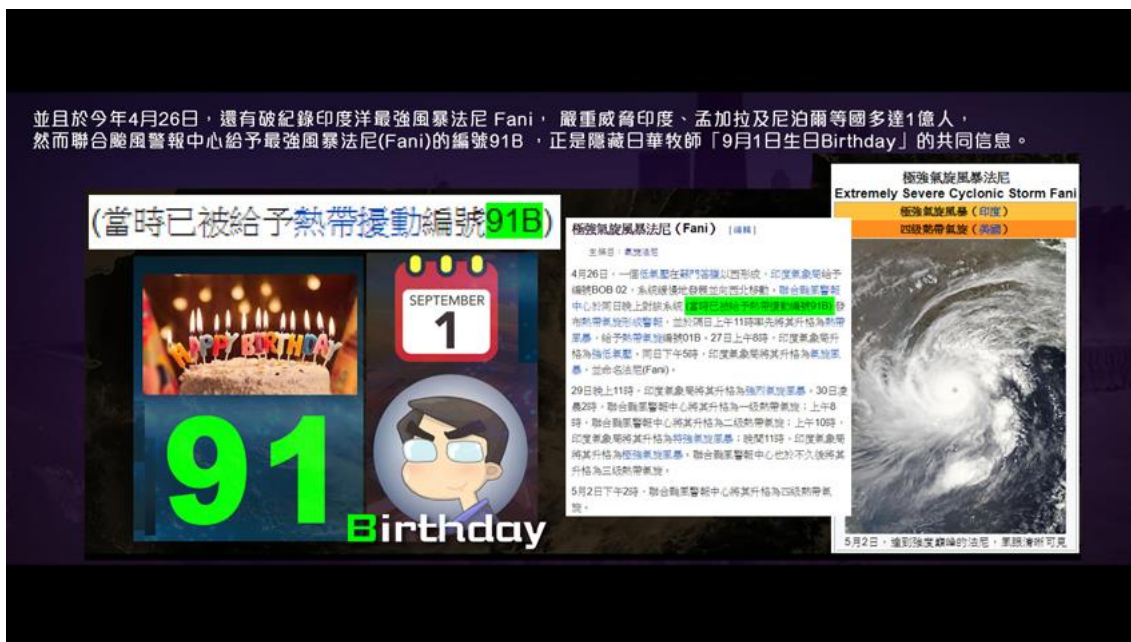 並且於今年4月26日，還有破紀錄印度洋最強風暴法尼 Fani， 嚴重威脅印度、孟加拉及尼泊爾等國多達1億人，
然而聯合颱風警報中心給予最強風暴法尼(Fani)的編號91B ，正是隱藏日華牧師「9月1日生日Birthday」的共同信息。
(當時已被給予熱帶擾動編號91B)
HAPPY BIRTHDAY
SEPTEMBER
1
91
Birthday
極強氣旋風暴法尼（Fani） [編輯]
主條目：氣旋法尼
4月26日，一個低氣壓在蘇門答臘以西形成，印度氣象局給予
編號BOB 02，系統緩慢地發展並向西北移動，聯合颱風警報
中心於同日晚上對該系統(當時已被給予熱帶擾動編號91B)發
布熱帶氣旋形成警報，並於隔日上午11時率先將其升格為熱帶
風暴，給予熱帶氣旋編號01B。27日上午8時，印度氣象局升
格為強低氣壓，同日下午5時，印度氣象局將其升格為氣旋風
暴，並命名法尼(Fani)。
29日晚上11時，印度氣象局將其升格為強烈氣旋風暴，30日凌
晨2時，聯合颱風警報中心將其升格為一級熱帶氣旋；上午8
時，聯合颱風警報中心將其升格為二級熱帶氣旋；上午10時，
印度氣象局將其升格為特強氣旋風暴；晚間11時，印度氣象局
將其升格為極強氣旋風暴，聯合颱風警報中心也於不久後將其
升格為三級熱帶氣旋。
5月2日下午2時，聯合颱風警報中心將其升格為四級熱帶氣
旋。
極強氣旋風暴法尼
Extremely Severe Cyclonic Storm Fani
極強氣旋風暴（印度）
四級熱帶氣旋（美國）
5月2日，達到強度巔峰的法尼，風眼清晰可見